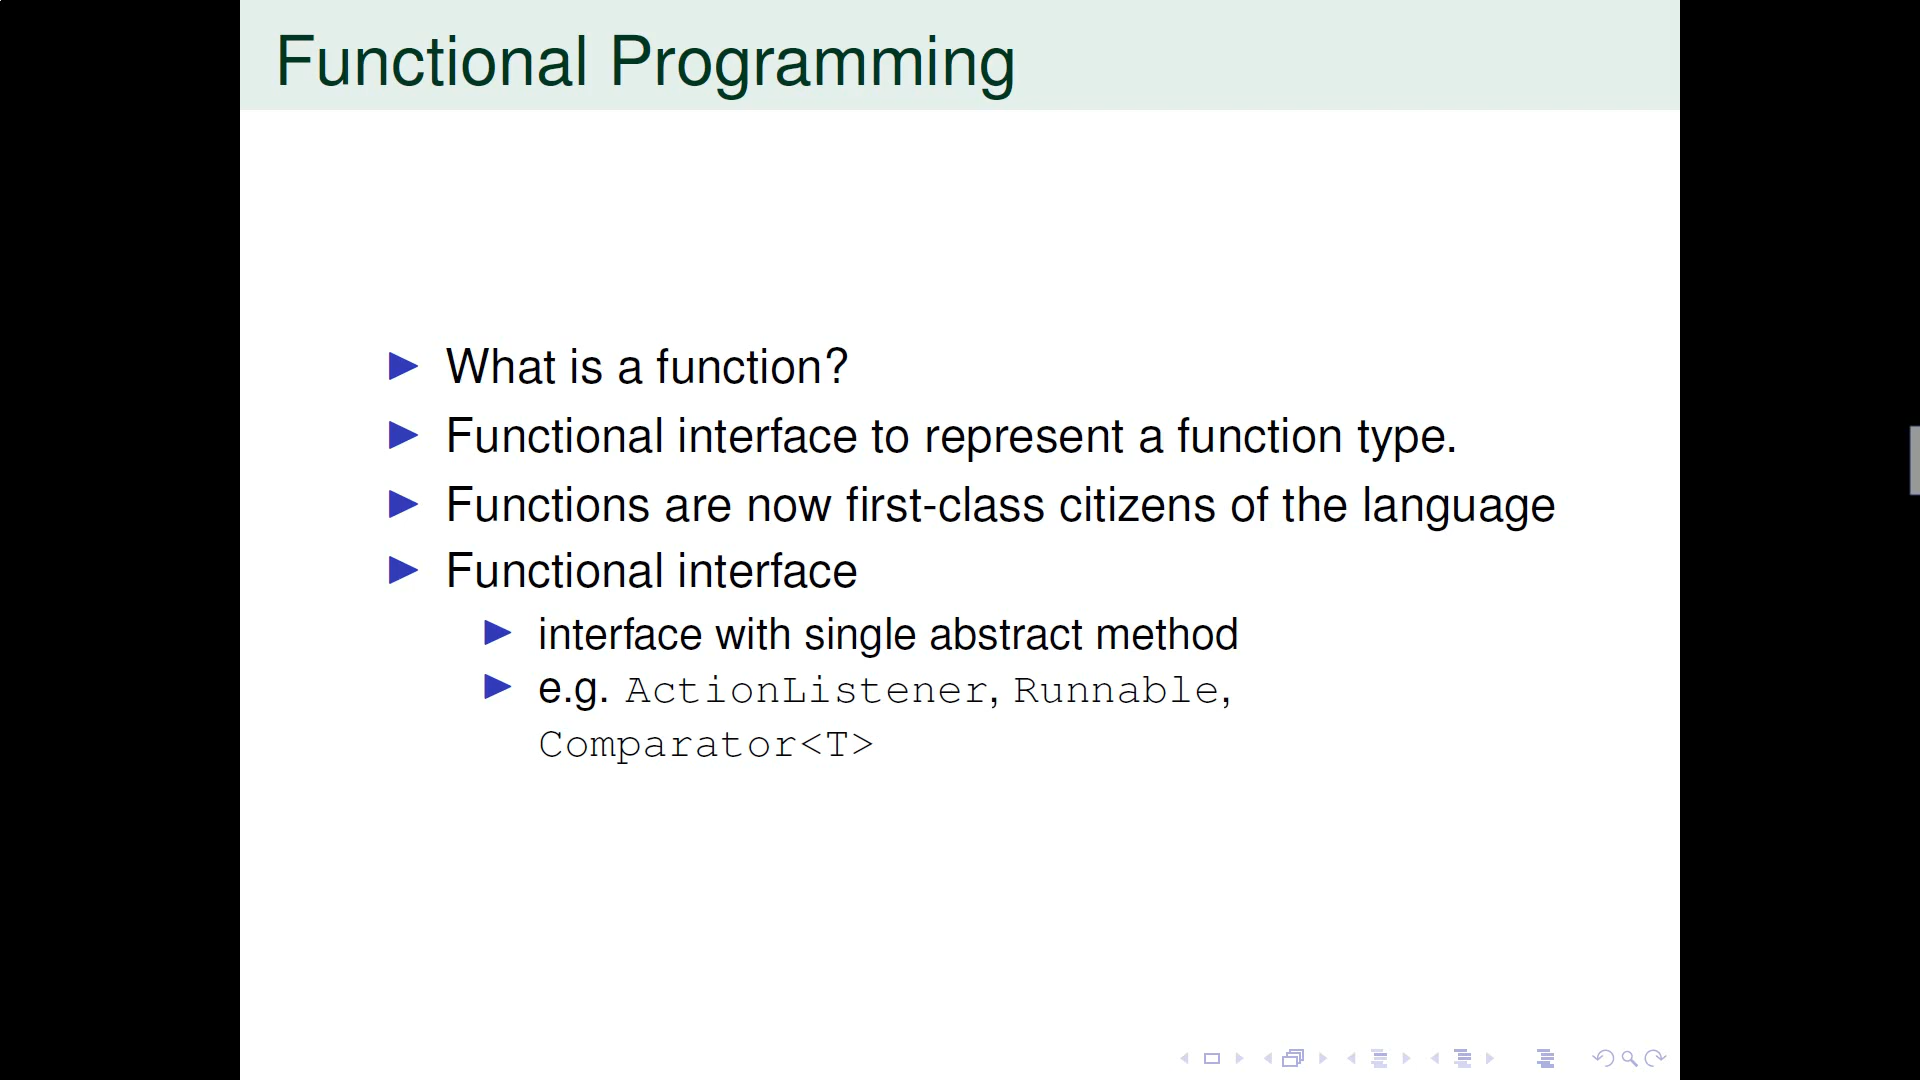 Functional Programming
What is a function?
Functional interface to represent a function type.
Functions are now first-class citizens of the language
Functional interface
interface with single abstract method
e.g. ActionListener, Runnable,
Comparator<T>